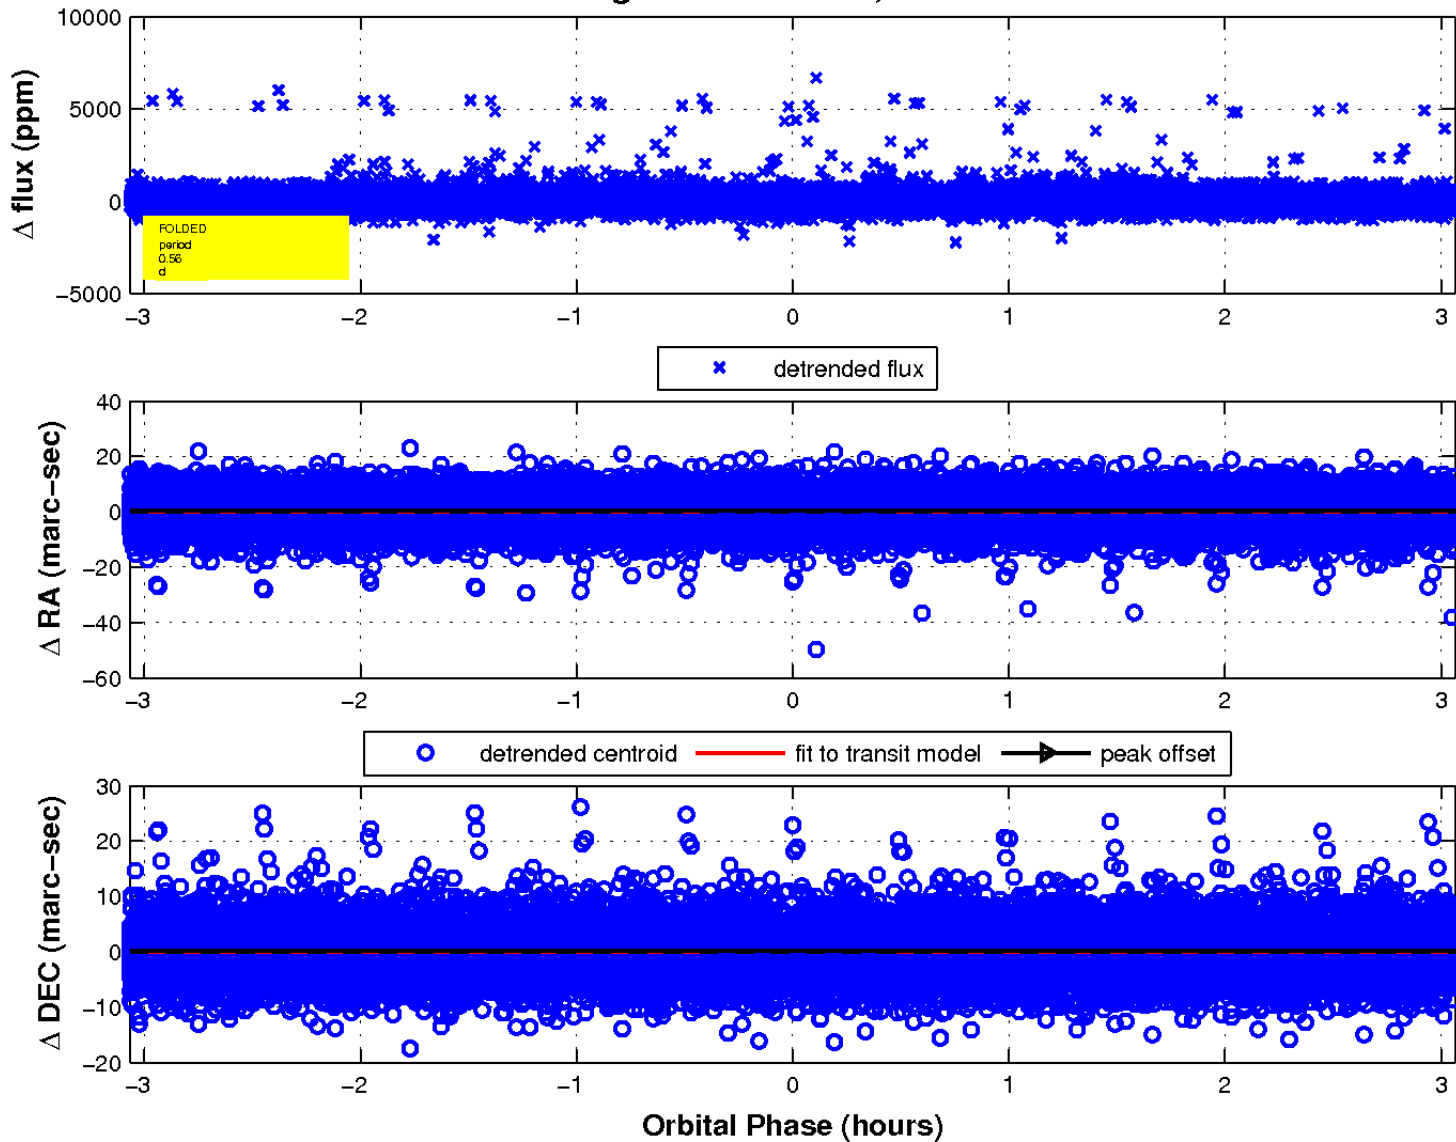 10000
5000
0
−5000
Δ flux (ppm)
FOLDED
period
0.56
d
−3 −2 −1 0 1 2 3
detrended flux
40
20
0
−20
−40
−60
Δ RA (marc−sec)
−3 −2 −1 0 1 2 3
detrended centroid fit to transit model peak offset
30
20
10
0
−10
−20
Δ DEC (marc−sec)
−3 −2 −1 0 1 2 3
Orbital Phase (hours)